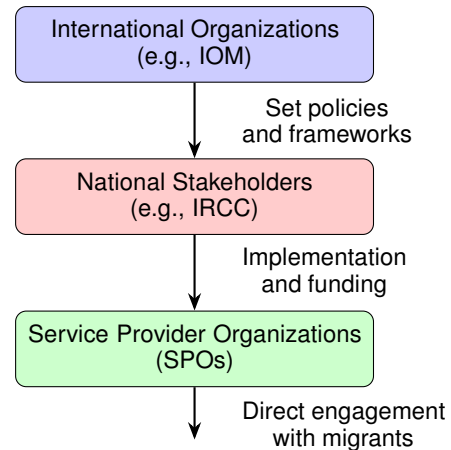 International Organizations
(e.g., IOM)
Set policies
and frameworks
National Stakeholders
(e.g., IRCC)
Implementation
and funding
Service Provider Organizations
(SPOs)
Direct engagement
with migrants